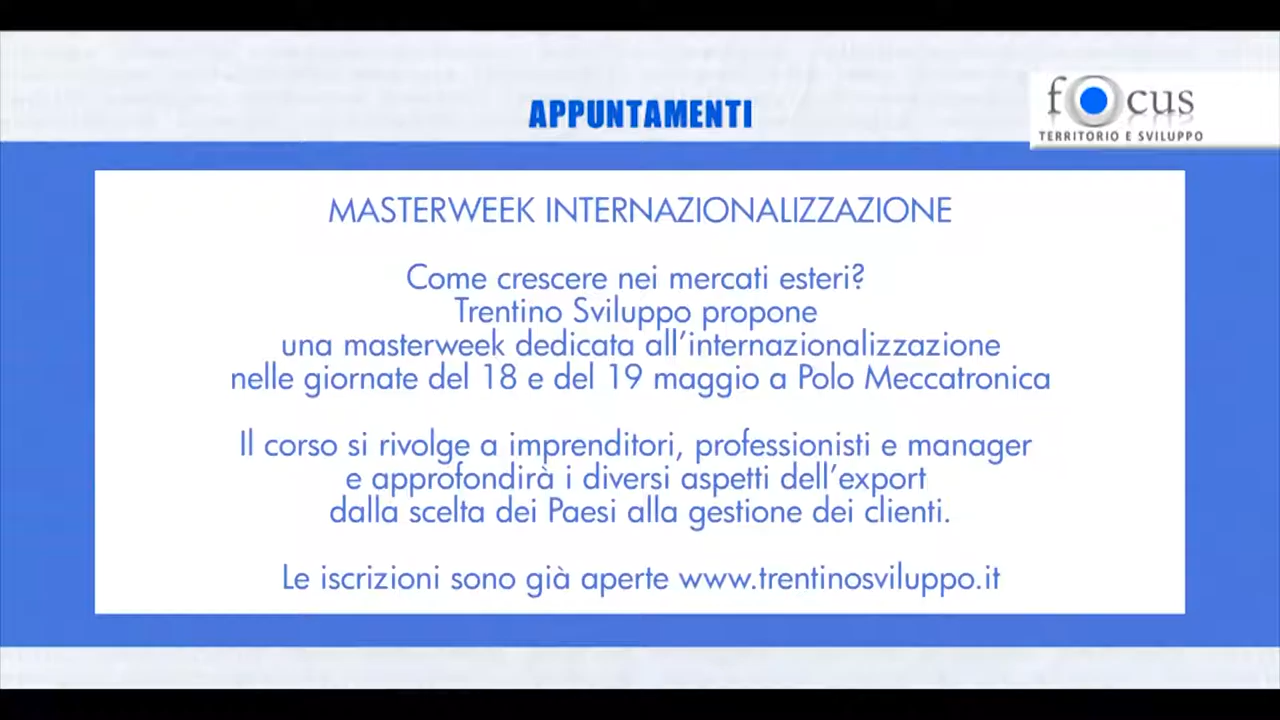 APPUNTAMENTI
focus
TERRITORIO E SVILUPPO
MASTERWEEK INTERNAZIONALIZZAZIONE
Come crescere nei mercati esteri?
Trentino Sviluppo propone
una masterweek dedicata all'internazionalizzazione
nelle giornate del 18 e del 19 maggio a Polo Meccatronica
Il corso si rivolge a imprenditori, professionisti e manager
e approfondirà i diversi aspetti dell'export
dalla scelta dei Paesi alla gestione dei clienti.
Le iscrizioni sono già aperte www.trentinosviluppo.it